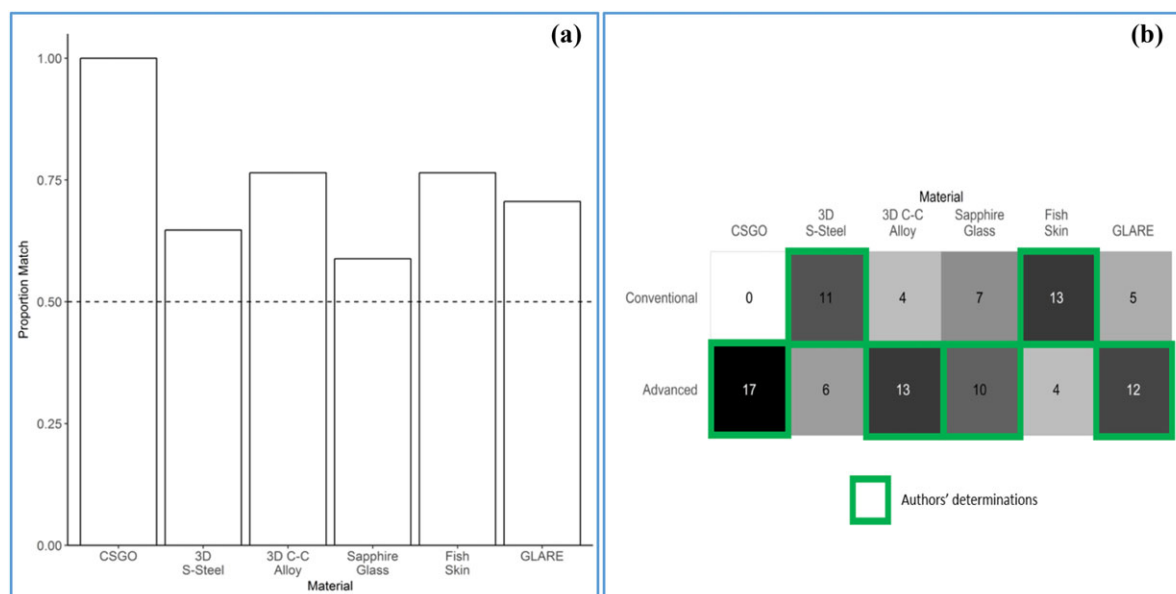 (a)
1.00
0.75
0.50
0.25
0.00
Proportion Match
CSGO
3D
S-Steel
3D C-C
Alloy
Sapphire
Glass
Fish
Skin
GLARE
Material
(b)
Material
CSGO
3D
S-Steel
3D C-C
Alloy
Sapphire
Glass
Fish
Skin
GLARE
Conventional 0 11 4 7 13 5
Advanced 17 6 13 10 4 12
Authors' determinations